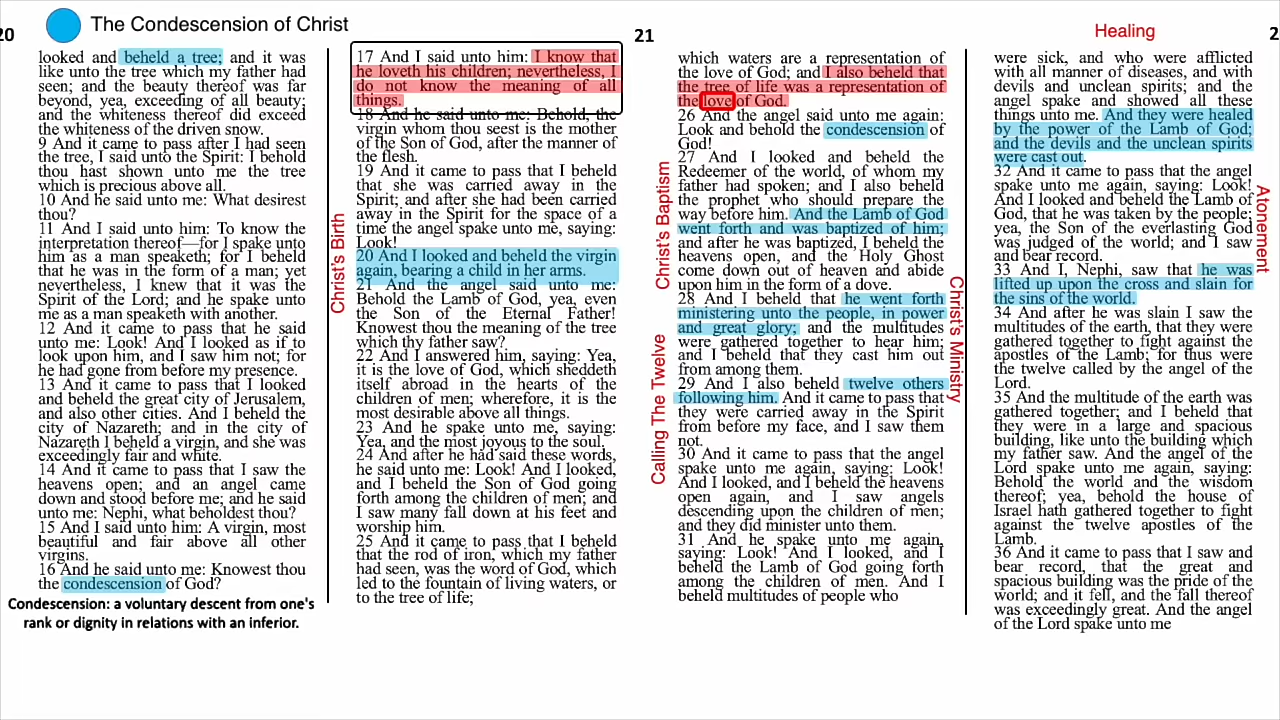 20
The Condescension of Christ
looked and beheld a tree; and it was
like unto the tree which my father had
seen; and the beauty thereof was far
beyond, yea, exceeding of all beauty;
and the whiteness thereof did exceed
the whiteness of the driven snow.
9 And it came to pass after I had seen
the tree, I said unto the Spirit: I behold
thou hast shown unto me the tree
which is precious above all.
10 And he said unto me: What desirest
thou?
11 And I said unto him: To know the
interpretation thereof—for I spake unto
him as a man speaketh; for I beheld
that he was in the form of a man; yet
nevertheless, I knew that it was the
Spirit of the Lord; and he spake unto
me as a man speaketh with another.
12 And it came to pass that he said
unto me: Look! And I looked as if to
look upon him, and I saw him not; for
he had gone from before my presence.
13 And it came to pass that I looked
and beheld the great city of Jerusalem,
and also other cities. And I beheld the
city of Nazareth; and in the city of
Nazareth I beheld a virgin, and she was
exceedingly fair and white.
14 And it came to pass that I saw the
heavens open; and an angel came
down and stood before me; and he said
unto me: Nephi, what beholdest thou?
15 And I said unto him: A virgin, most
beautiful and fair above all other
virgins.
16 And he said unto me: Knowest thou
the condescension of God?
Condescension: a voluntary descent from one's
rank or dignity in relations with an inferior.
Christ's Birth
17 And I said unto him: I know that
he loveth his children; nevertheless, I
do not know the meaning of all
things.
18 And he said unto me: Behold, the
virgin whom thou seest is the mother
of the Son of God, after the manner of
the flesh.
19 And it came to pass that I beheld
that she was carried away in the
Spirit; and after she had been carried
away in the Spirit for the space of a
time the angel spake unto me, saying:
Look!
20 And I looked and beheld the virgin
again, bearing a child in her arms.
21 And the angel said unto me:
Behold the Lamb of God, yea, even
the Son of the Eternal Father!
Knowest thou the meaning of the tree
which thy father saw?
22 And I answered him, saying: Yea,
it is the love of God, which sheddeth
itself abroad in the hearts of the
children of men; wherefore, it is the
most desirable above all things.
23 And he spake unto me, saying:
Yea, and the most joyous to the soul.
24 And after he had said these words,
he said unto me: Look! And I looked,
and I beheld the Son of God going
forth among the children of men; and
I saw many fall down at his feet and
worship him.
25 And it came to pass that I beheld
that the rod of iron, which my father
had seen, was the word of God, which
led to the fountain of living waters, or
to the tree of life;
21
Christ's Baptism
Calling The Twelve
which waters are a representation of
the love of God; and I also beheld that
the tree of life was a representation of
the love of God.
26 And the angel said unto me again:
Look and behold the condescension of
God!
27 And I looked and beheld the
Redeemer of the world, of whom my
father had spoken; and I also beheld
the prophet who should prepare the
way before him. And the Lamb of God
went forth and was baptized of him;
and after he was baptized, I beheld the
heavens open, and the Holy Ghost
come down out of heaven and abide
upon him in the form of a dove.
28 And I beheld that he went forth
ministering unto the people, in power
and great glory; and the multitudes
were gathered together to hear him;
and I beheld that they cast him out
from among them.
29 And I also beheld twelve others
following him. And it came to pass that
they were carried away in the Spirit
from before my face, and I saw them
not.
30 And it came to pass that the angel
spake unto me again, saying: Look!
And I looked, and I beheld the heavens
open again, and I saw angels
descending upon the children of men;
and they did minister unto them.
31 And he spake unto me again,
saying: Look! And I looked, and I
beheld the Lamb of God going forth
among the children of men. And I
beheld multitudes of people who
Christ's Ministry
Healing
2
were sick, and who were afflicted
with all manner of diseases, and with
devils and unclean spirits; and the
angel spake and showed all these
things unto me. And they were healed
by the power of the Lamb of God;
and the devils and the unclean spirits
were cast out.
32 And it came to pass that the angel
spake unto me again, saying: Look!
And I looked and beheld the Lamb of
God, that he was taken by the people;
yea, the Son of the everlasting God
was judged of the world; and I saw
and bear record.
33 And I, Nephi, saw that he was
lifted up upon the cross and slain for
the sins of the world.
34 And after he was slain I saw the
multitudes of the earth, that they were
gathered together to fight against the
apostles of the Lamb; for thus were
the twelve called by the angel of the
Lord.
35 And the multitude of the earth was
gathered together; and I beheld that
they were in a large and spacious
building, like unto the building which
my father saw. And the angel of the
Lord spake unto me again, saying:
Behold the world and the wisdom
thereof; yea, behold the house of
Israel hath gathered together to fight
against the twelve apostles of the
Lamb.
36 And it came to pass that I saw and
bear record, that the great and
spacious building was the pride of the
world; and it fell, and the fall thereof
was exceedingly great. And the angel
of the Lord spake unto me
Atonement